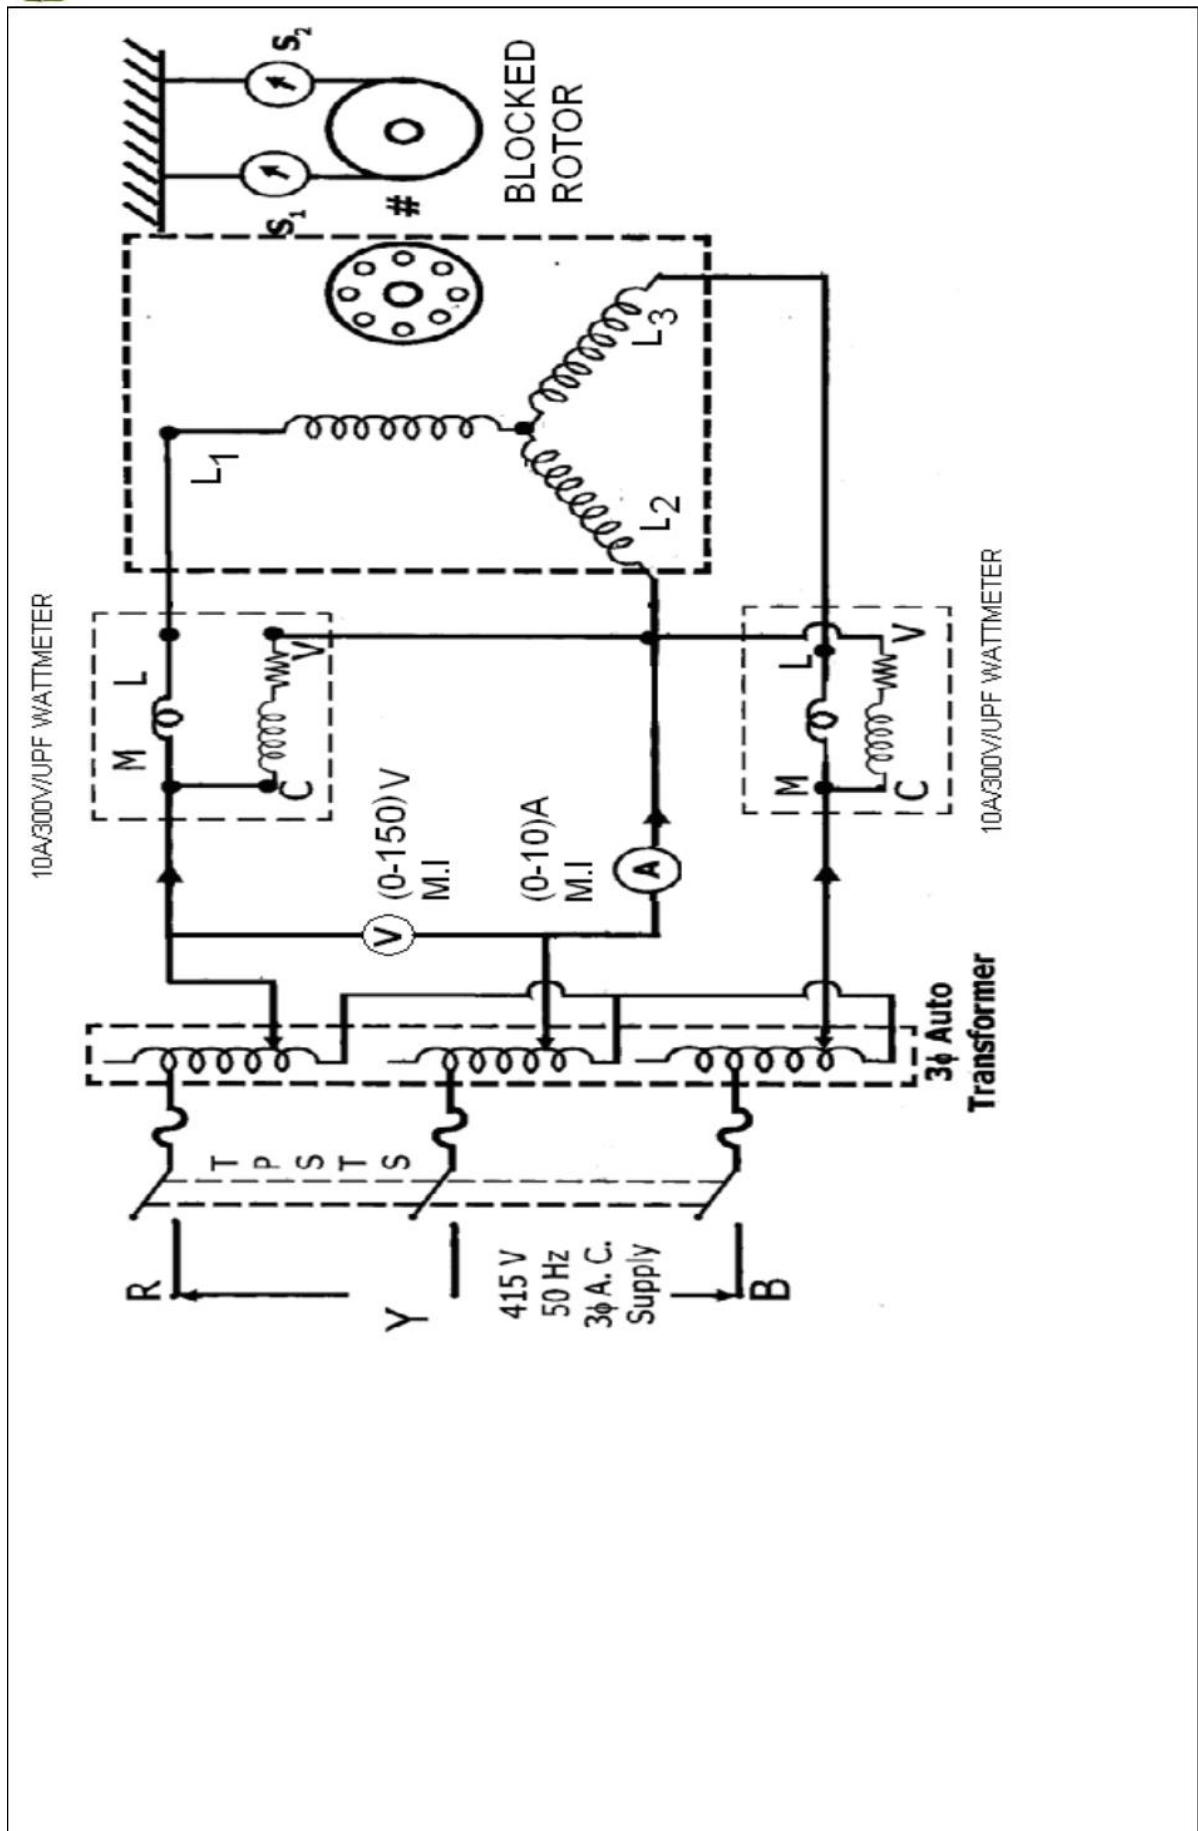 10A/300V/UPF WATTMETER
M L
C V
R
Y
B
415 V
50 Hz
3ϕ A. C.
Supply
T P S T S
(0-150)V
M.I
V
(0-10)A
M.I
A
3ϕ Auto
Transformer
M L
C V
10A/300V/UPF WATTMETER
L1
L2
L3
S1
S2
#
BLOCKED
ROTOR